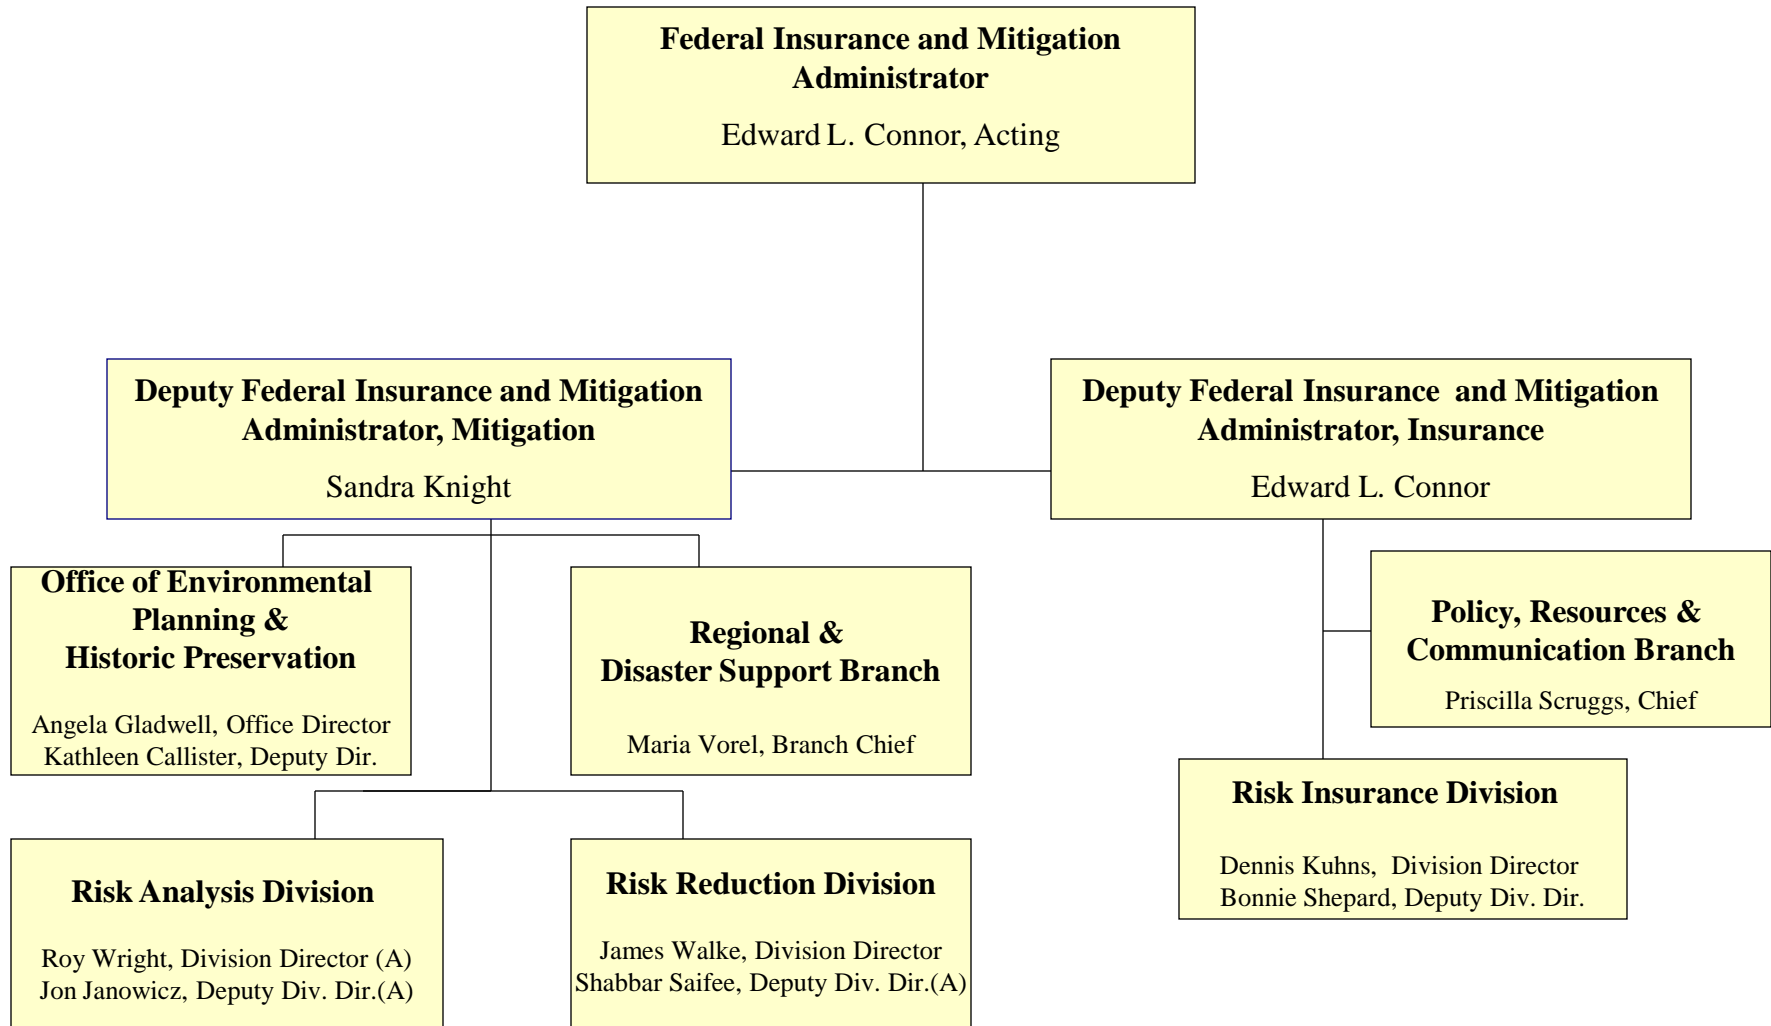 Federal Insurance and Mitigation
Administrator
Edward L. Connor, Acting
Deputy Federal Insurance and Mitigation
Administrator, Mitigation
Sandra Knight
Deputy Federal Insurance and Mitigation
Administrator, Insurance
Edward L. Connor
Office of Environmental
Planning &
Historic Preservation
Angela Gladwell, Office Director
Kathleen Callister, Deputy Dir.
Regional &
Disaster Support Branch
Maria Vorel, Branch Chief
Policy, Resources &
Communication Branch
Priscilla Scruggs, Chief
Risk Insurance Division
Dennis Kuhns, Division Director
Bonnie Shepard, Deputy Div. Dir.
Risk Analysis Division
Roy Wright, Division Director (A)
Jon Janowicz, Deputy Div. Dir.(A)
Risk Reduction Division
James Walke, Division Director
Shabbar Saifee, Deputy Div. Dir.(A)